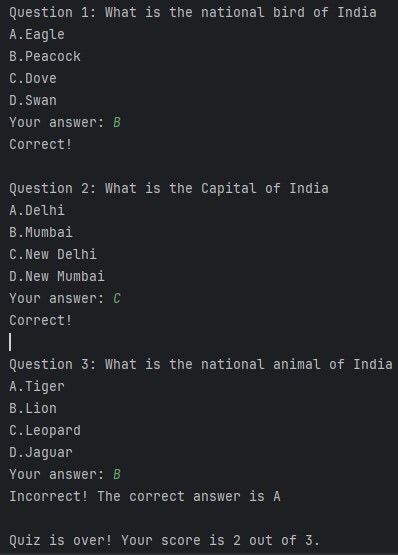 Question 1: What is the national bird of India
A.Eagle
B.Peacock
C.Dove
D.Swan
Your answer: B
Correct!
Question 2: What is the Capital of India
A.Delhi
B.Mumbai
C.New Delhi
D.New Mumbai
Your answer: C
Correct!
Question 3: What is the national animal of India
A.Tiger
B.Lion
C.Leopard
D.Jaguar
Your answer: B
Incorrect! The correct answer is A
Quiz is over! Your score is 2 out of 3.